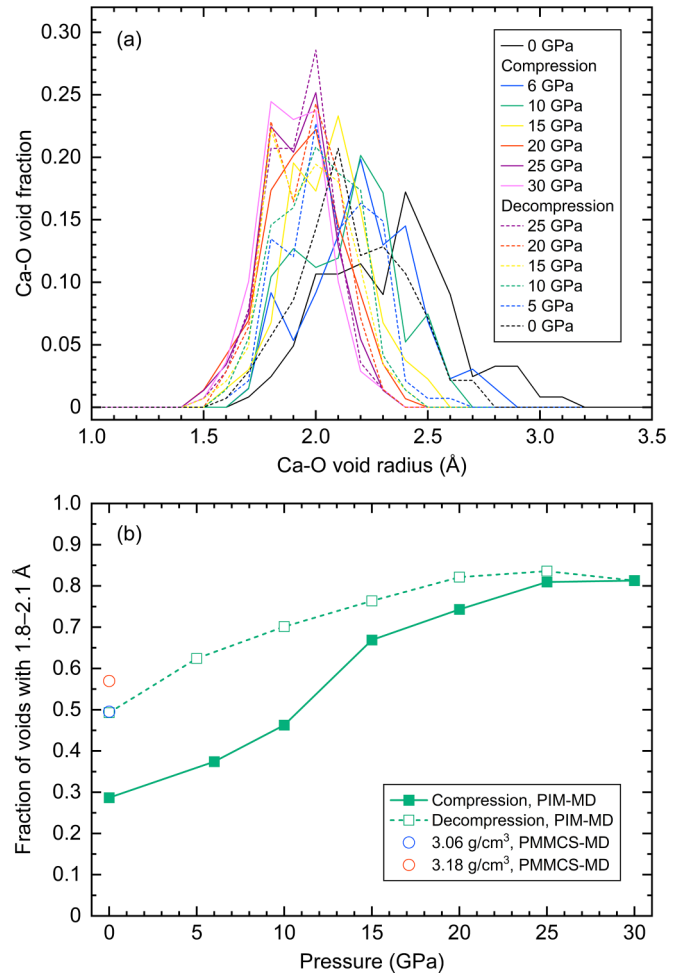 (a)
0.30
0.25
0.20
0.15
0.10
0.05
0
Ca-O void fraction
1.0 1.5 2.0 2.5 3.0 3.5
Ca-O void radius (Å)
0 GPa
Compression
6 GPa
10 GPa
15 GPa
20 GPa
25 GPa
30 GPa
Decompression
25 GPa
20 GPa
15 GPa
10 GPa
5 GPa
0 GPa
(b)
1.0
0.9
0.8
0.7
0.6
0.5
0.4
0.3
0.2
0.1
0
Fraction of voids with 1.8–2.1 Å
0 5 10 15 20 25 30
Pressure (GPa)
Compression, PIM-MD
Decompression, PIM-MD
3.06 g/cm³, PMMCS-MD
3.18 g/cm³, PMMCS-MD